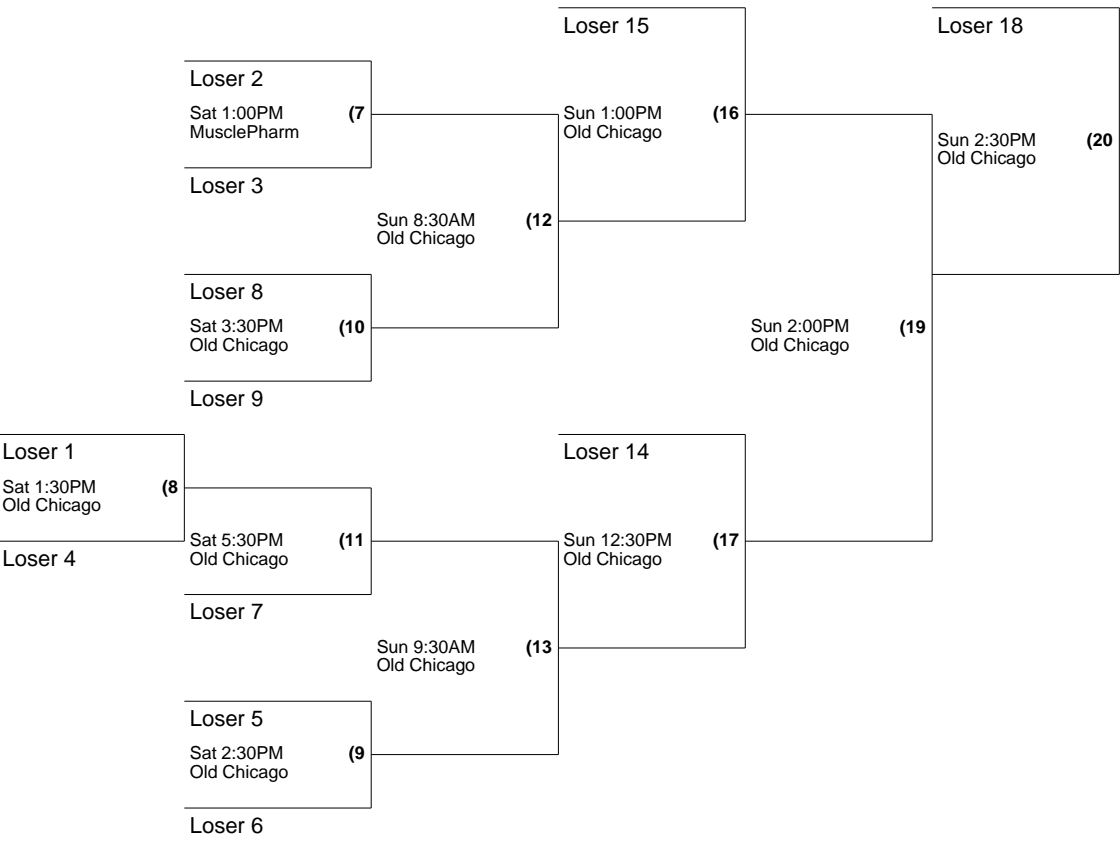 Loser 15
Loser 18
Loser 2
Sat 1:00PM (7
MusclePharm
Sun 1:00PM (16
Old Chicago
Sun 2:30PM (20
Old Chicago
Loser 3
Sun 8:30AM (12
Old Chicago
Loser 8
Sat 3:30PM (10
Old Chicago
Sun 2:00PM (19
Old Chicago
Loser 9
Loser 1
Loser 14
Sat 1:30PM (8
Old Chicago
Sat 5:30PM (11
Old Chicago
Sun 12:30PM (17
Old Chicago
Loser 4
Loser 7
Sun 9:30AM (13
Old Chicago
Loser 5
Sat 2:30PM (9
Old Chicago
Loser 6